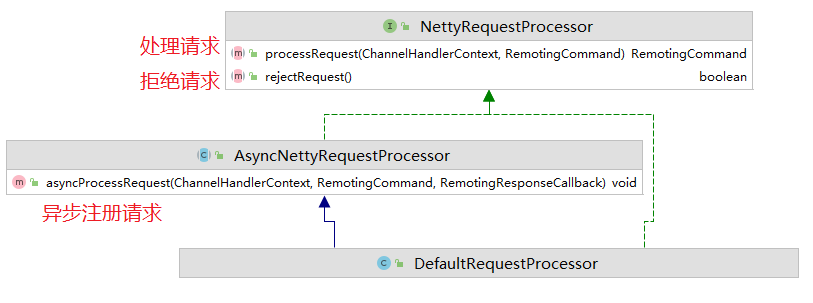 NettyRequestProcessor
处理请求 processRequest(ChannelHandlerContext, RemotingCommand) RemotingCommand
拒绝请求 rejectRequest() boolean
AsyncNettyRequestProcessor
asyncProcessRequest(ChannelHandlerContext, RemotingCommand, RemotingResponseCallback) void
异步注册请求
DefaultRequestProcessor